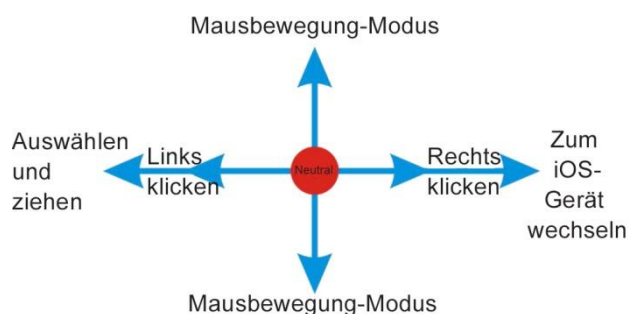 Mausbewegung-Modus
Auswählen
und
ziehen
Links
klicken
Neutral
Rechts
klicken
Zum
iOS-
Gerät
wechseln
Mausbewegung-Modus